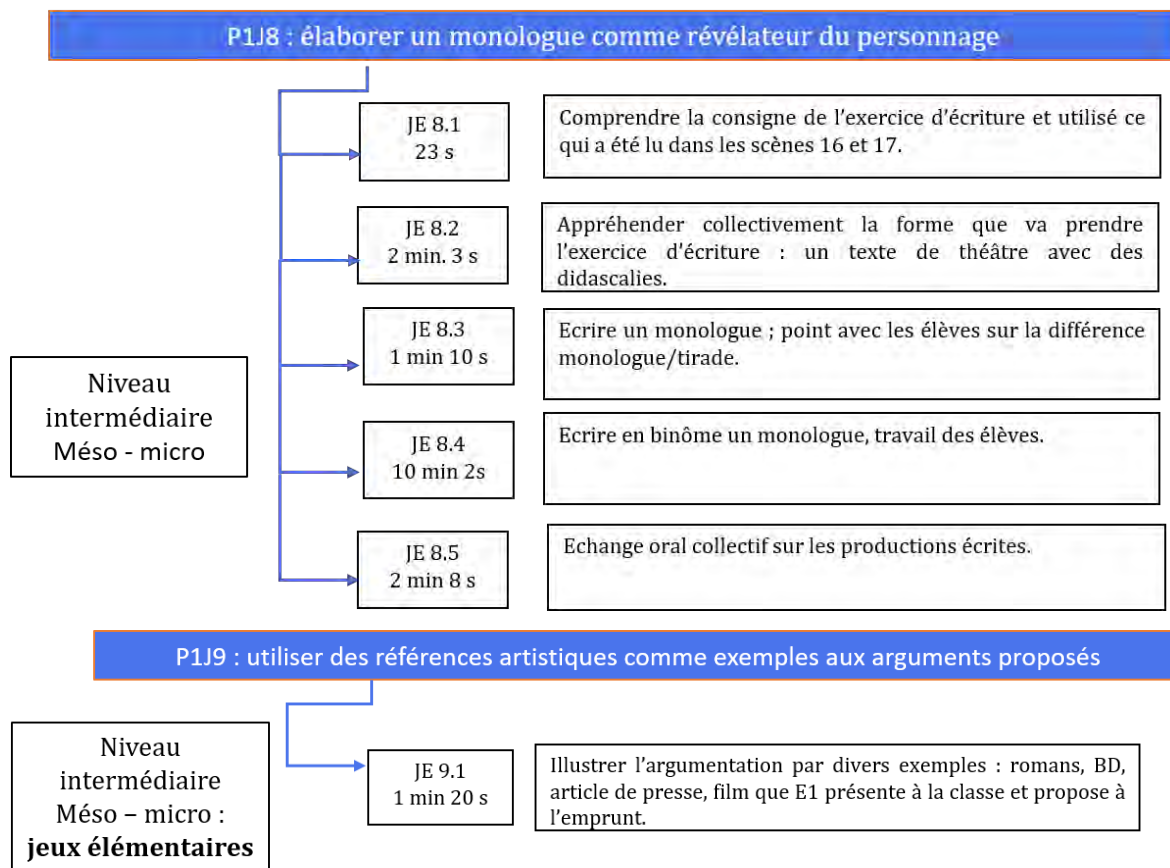 P1J8 : élaborer un monologue comme révélateur du personnage
JE 8.1
23 s
Comprendre la consigne de l'exercice d'écriture et utilisé ce
qui a été lu dans les scènes 16 et 17.
JE 8.2
2 min. 3 s
Appréhender collectivement la forme que va prendre
l'exercice d'écriture : un texte de théâtre avec des
didascalies.
JE 8.3
1 min 10 s
Ecrire un monologue ; point avec les élèves sur la différence
monologue/tirade.
Niveau
intermédiaire
Méso - micro
JE 8.4
10 min 2s
Ecrire en binôme un monologue, travail des élèves.
JE 8.5
2 min 8 s
Echange oral collectif sur les productions écrites.
P1J9 : utiliser des références artistiques comme exemples aux arguments proposés
Niveau
intermédiaire
Méso – micro :
jeux élémentaires
JE 9.1
1 min 20 s
Illustrer l'argumentation par divers exemples : romans, BD,
article de presse, film que E1 présente à la classe et propose à
l'emprunt.